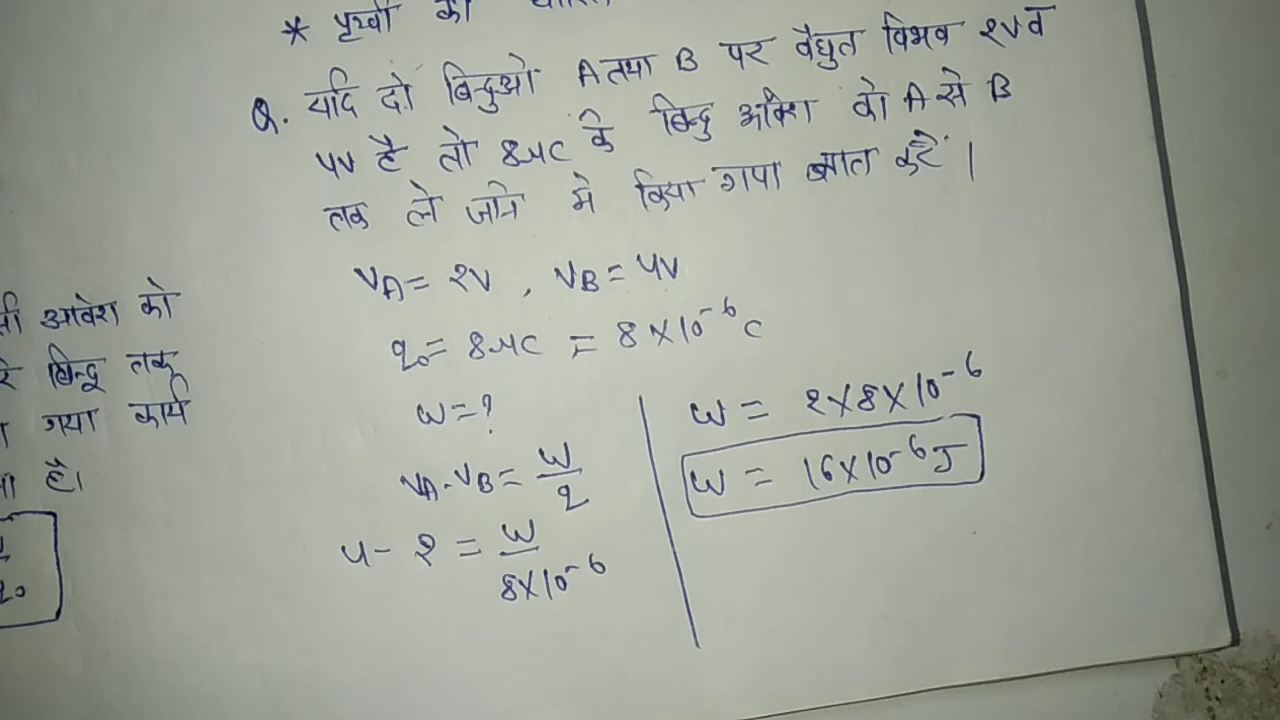 * पृथ्वी की
Q. यदि दो बिन्दुओ A तथा B पर वैधुत विभव 2V व
4V है तो 8μC के बिन्दु आवेश को A से B
तक ले जाने मे किया गया ज्ञात करें |
VA = 2V , VB = 4V
q₀ = 8μC = 8×10⁻⁶ C
W = ?
VA - VB = W/q
4 - 2 = W/8×10⁻⁶
W = 2×8×10⁻⁶
W = 16×10⁻⁶ J
आवेश को
बिन्दू तक
गया कार्य
है।